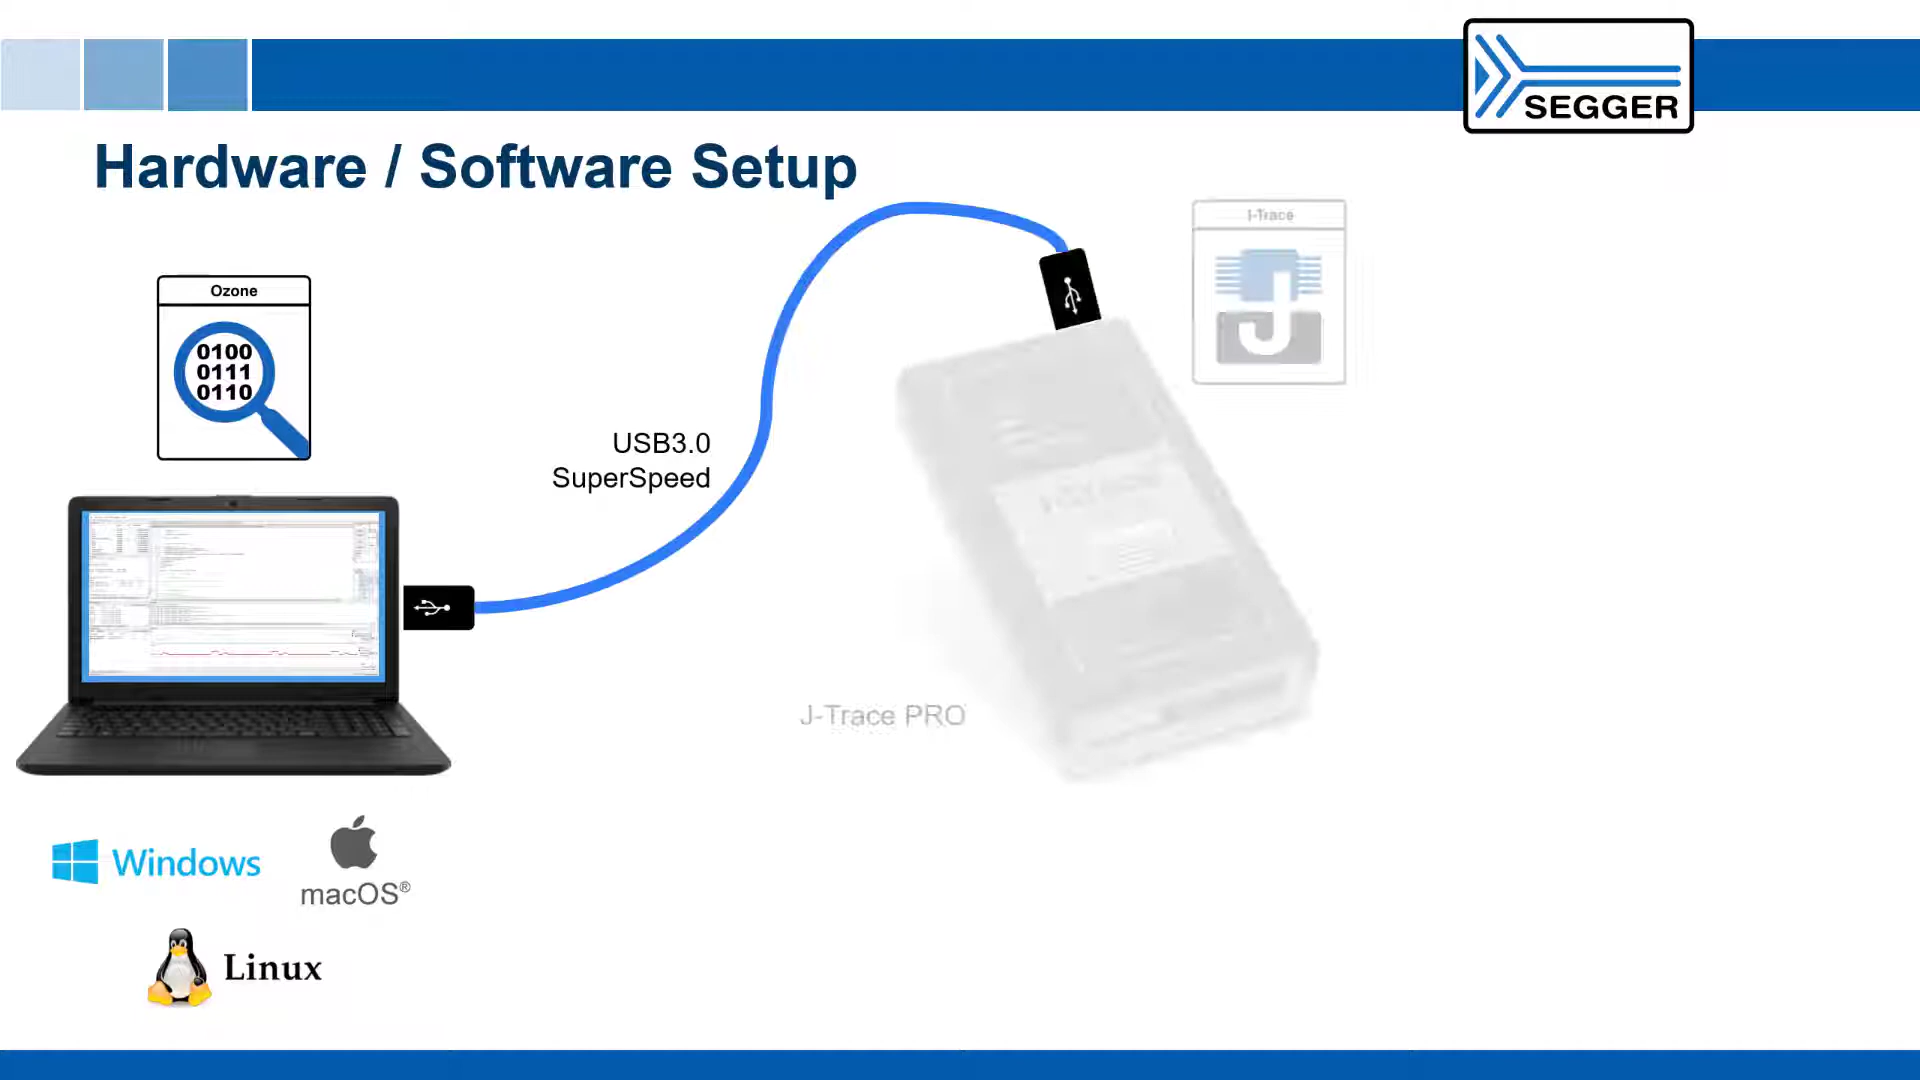 SEGGER
Hardware / Software Setup
J-Trace
Ozone
0100
0111
0110
J
USB3.0
SuperSpeed
J-Trace PRO
Windows
macOS®
Linux